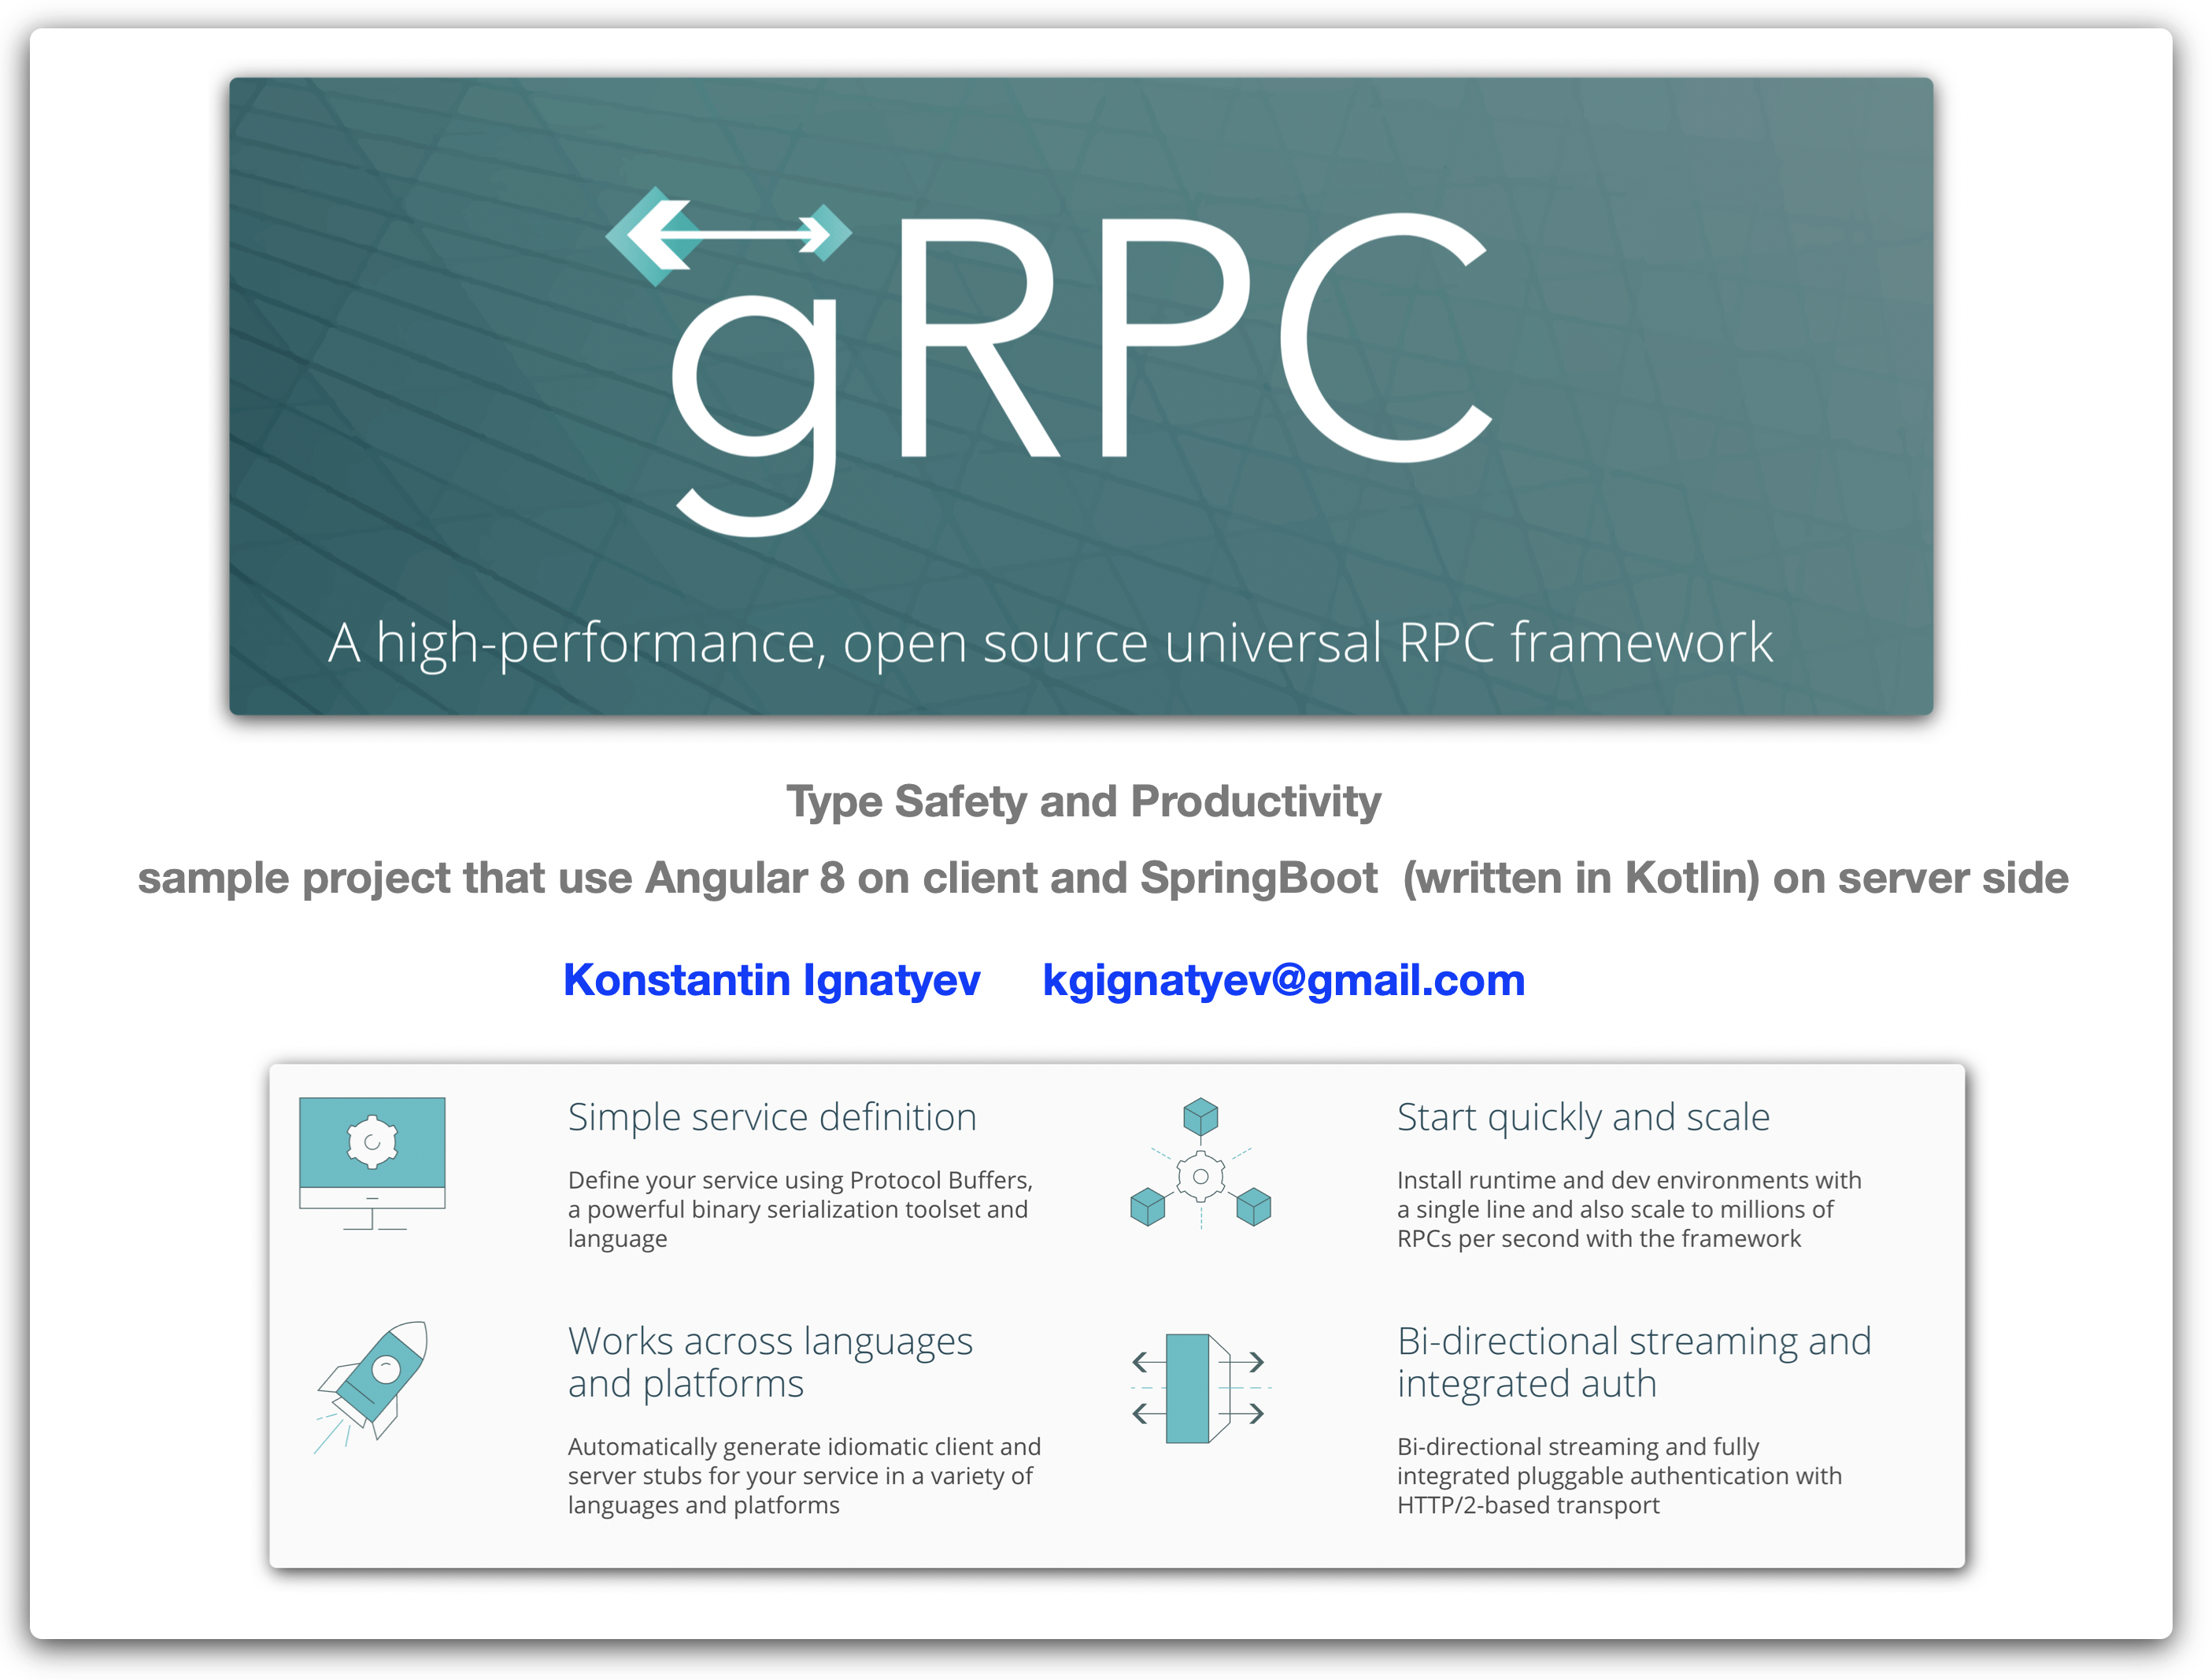 gRPC
A high-performance, open source universal RPC framework
Type Safety and Productivity
sample project that use Angular 8 on client and SpringBoot (written in Kotlin) on server side
Konstantin Ignatyev kgignatyev@gmail.com
Simple service definition
Define your service using Protocol Buffers,
a powerful binary serialization toolset and
language
Start quickly and scale
Install runtime and dev environments with
a single line and also scale to millions of
RPCs per second with the framework
Works across languages
and platforms
Automatically generate idiomatic client and
server stubs for your service in a variety of
languages and platforms
Bi-directional streaming and
integrated auth
Bi-directional streaming and fully
integrated pluggable authentication with
HTTP/2-based transport